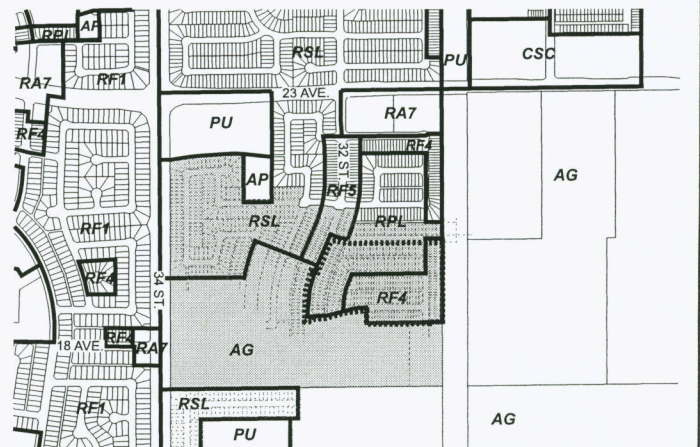 AP
RPL
RSL
PU
CSC
RA7
RF1
23 AVE.
PU
RA7
RF4
32 ST.
RF4
AP
RF5
AG
RSL
RPL
RF1
RF4
34 ST.
RF4
AG
18 AVE.
RF4
RA7
RF1
RSL
AG
PU